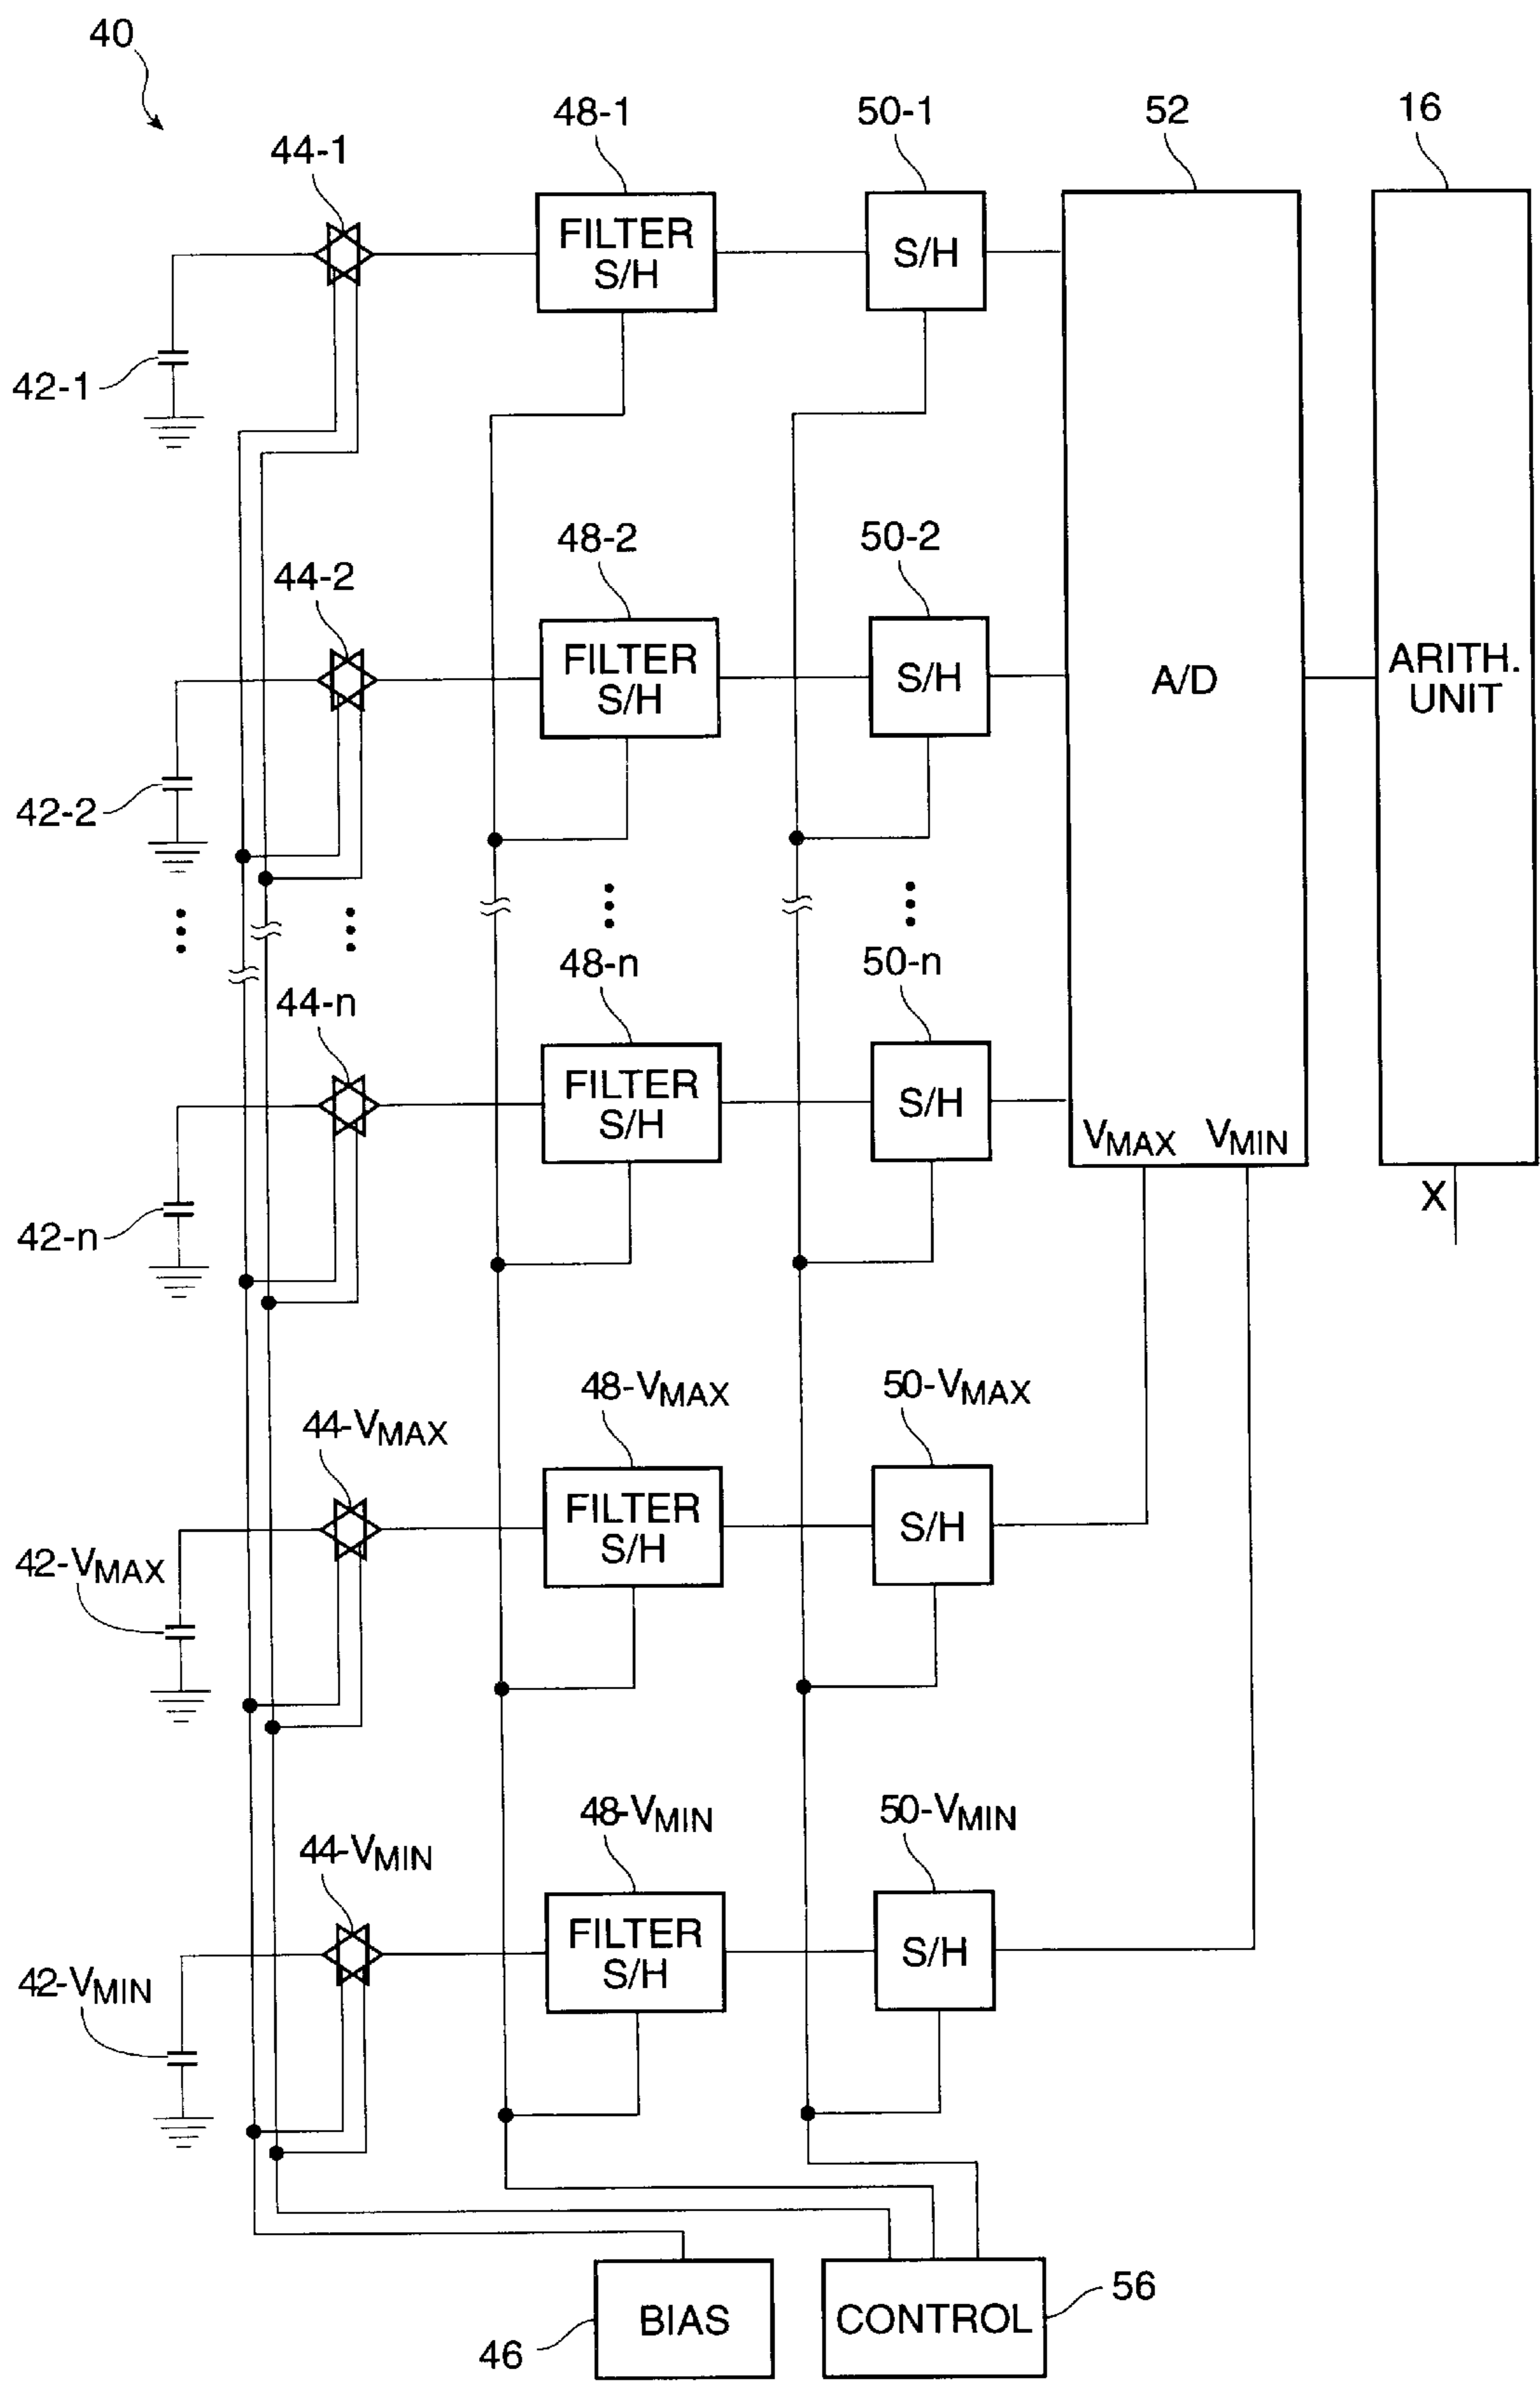 40
44-1
48-1
50-1
52
16
FILTER
S/H
S/H
42-1
44-2
48-2
50-2
FILTER
S/H
S/H
A/D
ARITH.
UNIT
42-2
44-n
48-n
50-n
FILTER
S/H
S/H
VMAX
VMIN
X
42-n
44-VMAX
48-VMAX
50-VMAX
FILTER
S/H
S/H
42-VMAX
44-VMIN
48-VMIN
50-VMIN
FILTER
S/H
S/H
42-VMIN
BIAS
46
CONTROL
56